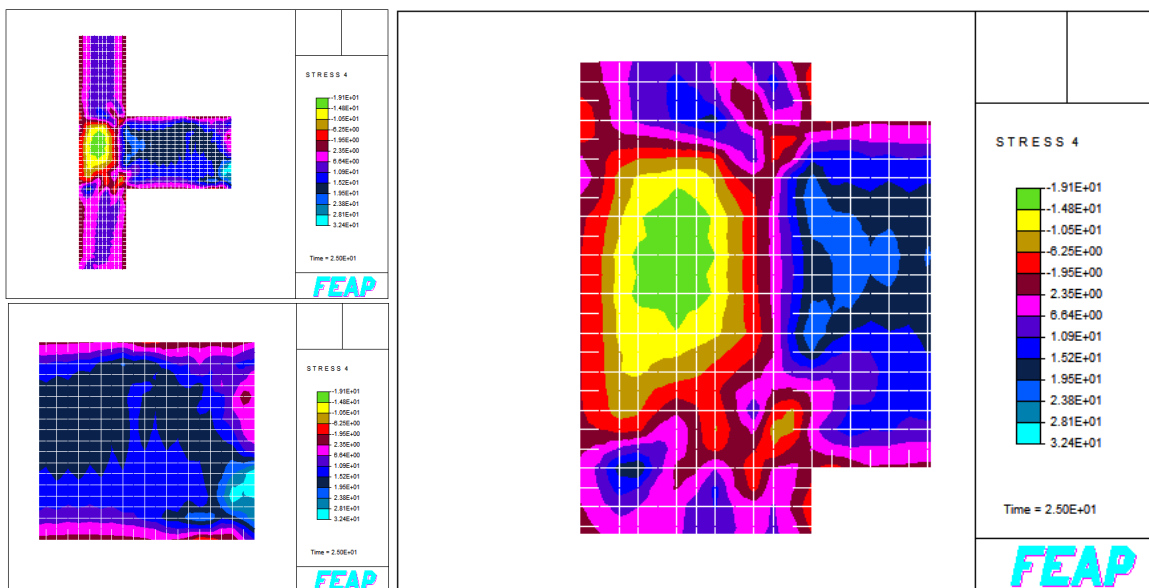 STRESS 4
-1.91E+01
-1.48E+01
-1.05E+01
-6.25E+00
-1.95E+00
2.35E+00
6.64E+00
1.09E+01
1.52E+01
1.95E+01
2.38E+01
2.81E+01
3.24E+01
Time = 2.50E+01
FEAP
STRESS 4
-1.91E+01
-1.48E+01
-1.05E+01
-6.25E+00
-1.95E+00
2.35E+00
6.64E+00
1.09E+01
1.52E+01
1.95E+01
2.38E+01
2.81E+01
3.24E+01
Time = 2.50E+01
FEAP
STRESS 4
-1.91E+01
-1.48E+01
-1.05E+01
-6.25E+00
-1.95E+00
2.35E+00
6.64E+00
1.09E+01
1.52E+01
1.95E+01
2.38E+01
2.81E+01
3.24E+01
Time = 2.50E+01
FEAP